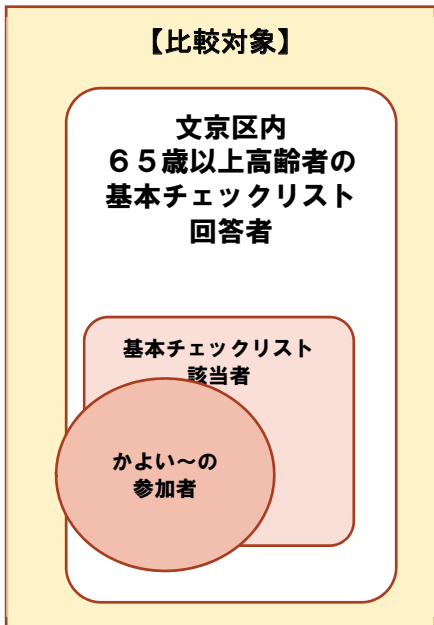 【比較対象】
文京区内
６５歳以上高齢者の
基本チェックリスト
回答者
基本チェックリスト
該当者
かよい～の
参加者